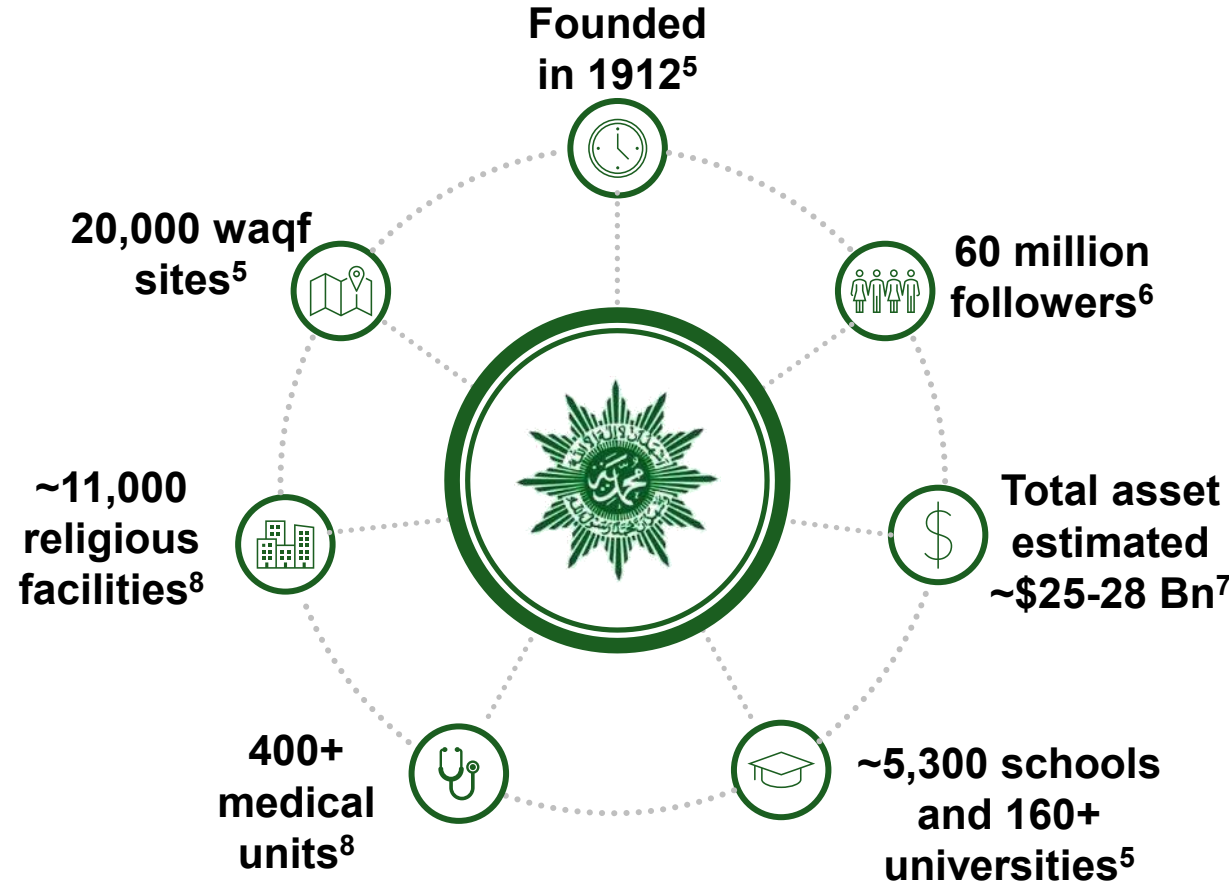 Founded
in 1912⁵
20,000 waqf
sites⁵
60 million
followers⁶
~11,000
religious
facilities⁸
محمدية
Total asset
estimated
~$25-28 Bn⁷
400+
medical
units⁸
~5,300 schools
and 160+
universities⁵